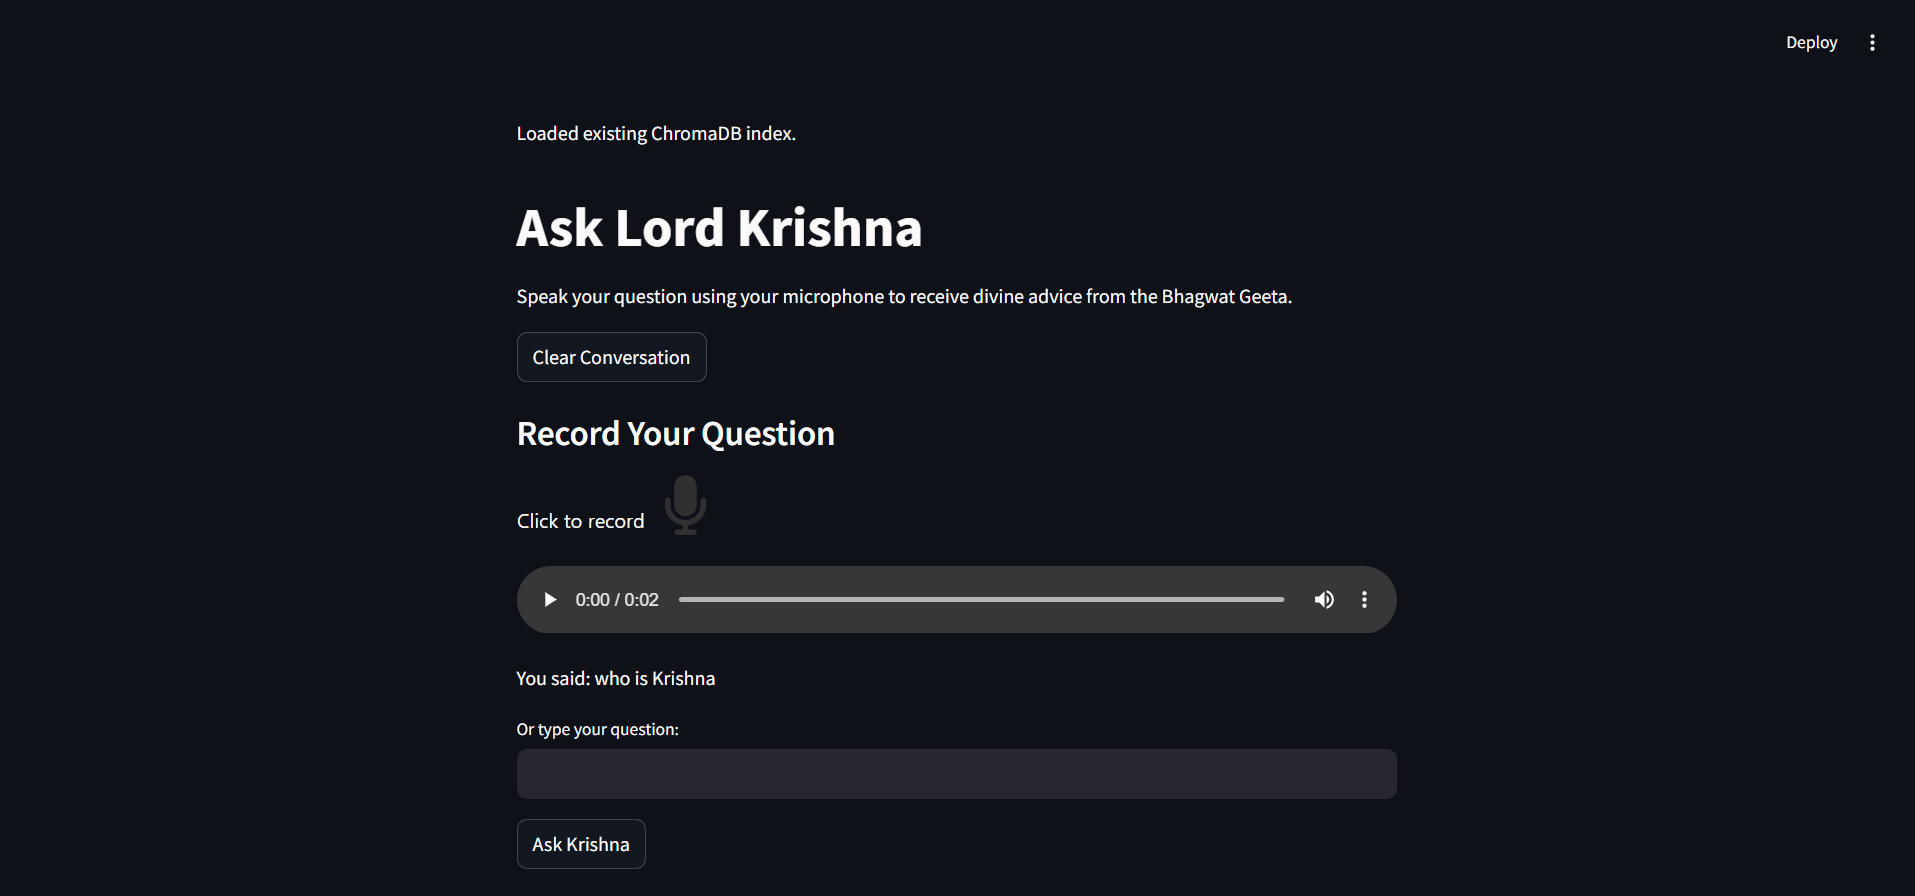 Deploy
Loaded existing ChromaDB index.
Ask Lord Krishna
Speak your question using your microphone to receive divine advice from the Bhagwat Geeta.
Clear Conversation
Record Your Question
Click to record
0:00 / 0:02
You said: who is Krishna
Or type your question:
Ask Krishna